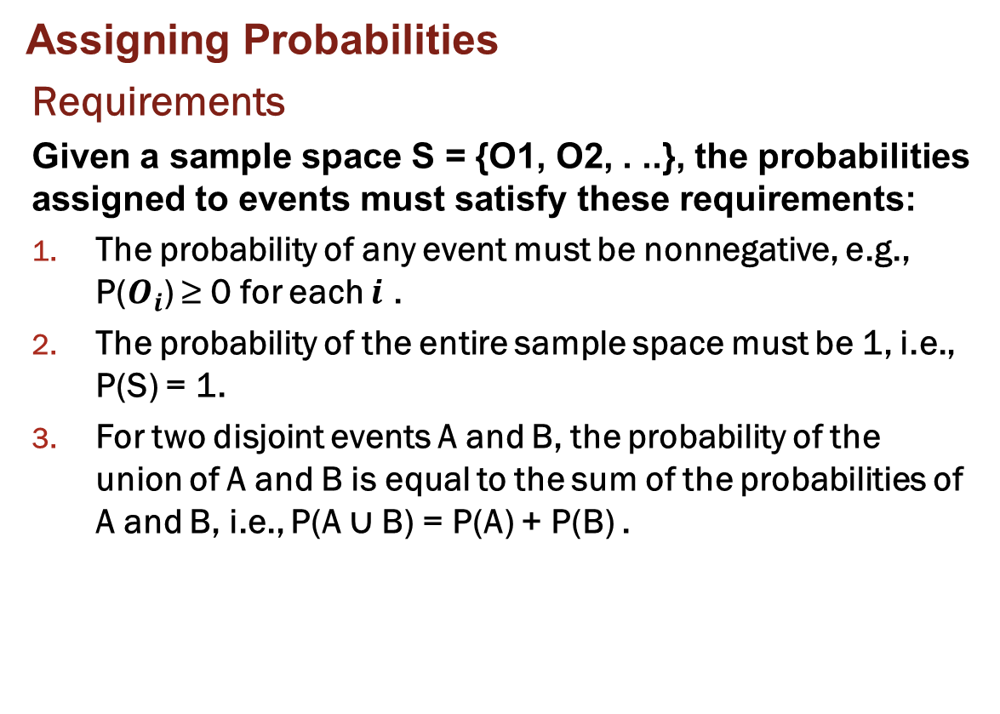 Assigning Probabilities
Requirements
Given a sample space S = {O1, O2, . ..}, the probabilities
assigned to events must satisfy these requirements:
1. The probability of any event must be nonnegative, e.g.,
P(𝑶ᵢ) ≥ 0 for each 𝒊 .
2. The probability of the entire sample space must be 1, i.e.,
P(S) = 1.
3. For two disjoint events A and B, the probability of the
union of A and B is equal to the sum of the probabilities of
A and B, i.e., P(A ∪ B) = P(A) + P(B) .